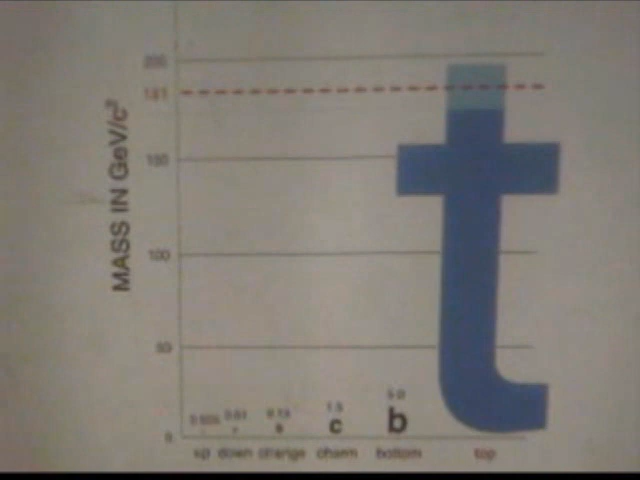 MASS IN GeV/c²
200
181
150
100
50
0
0.005 0.01 0.15 1.5 5.0
c b t
up down strange charm bottom top